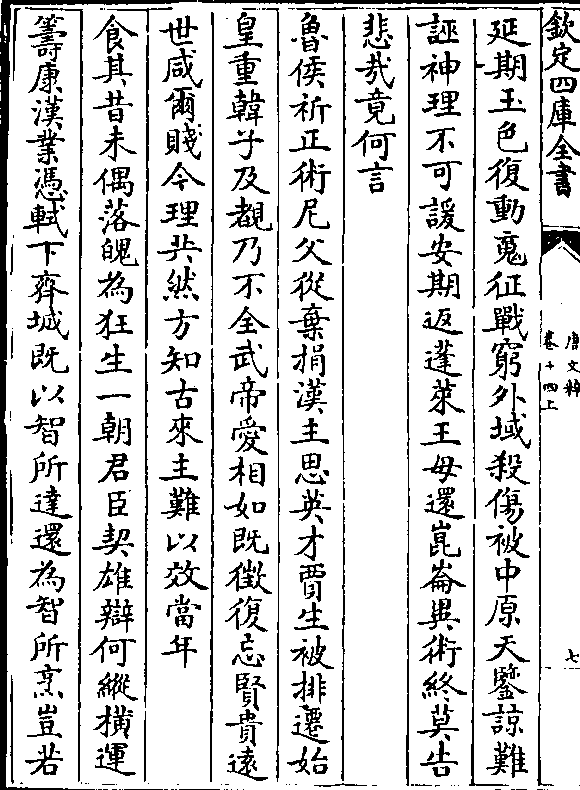 欽定四庫全書
唐文粹
卷十四上
七
延期玉色復動䰟征戰窮外域殺傷被中原天鑒諒難
誣神理不可諼安期返蓬萊王母還崑崙異術終莫告
悲㢤竟何言
魯侯祈正術尼父從棄捐漢主思英才賈生被排遷始
皇重韓子及覩乃不全武帝愛相如既徵復忘賢貴遠
世咸爾賤今理共然方知古來主難以效當年
食其昔未偶落魄為狂生一朝君臣契雄辯何縱横運
籌康漢業憑軾下齊城既以智所達還為智所烹豈若